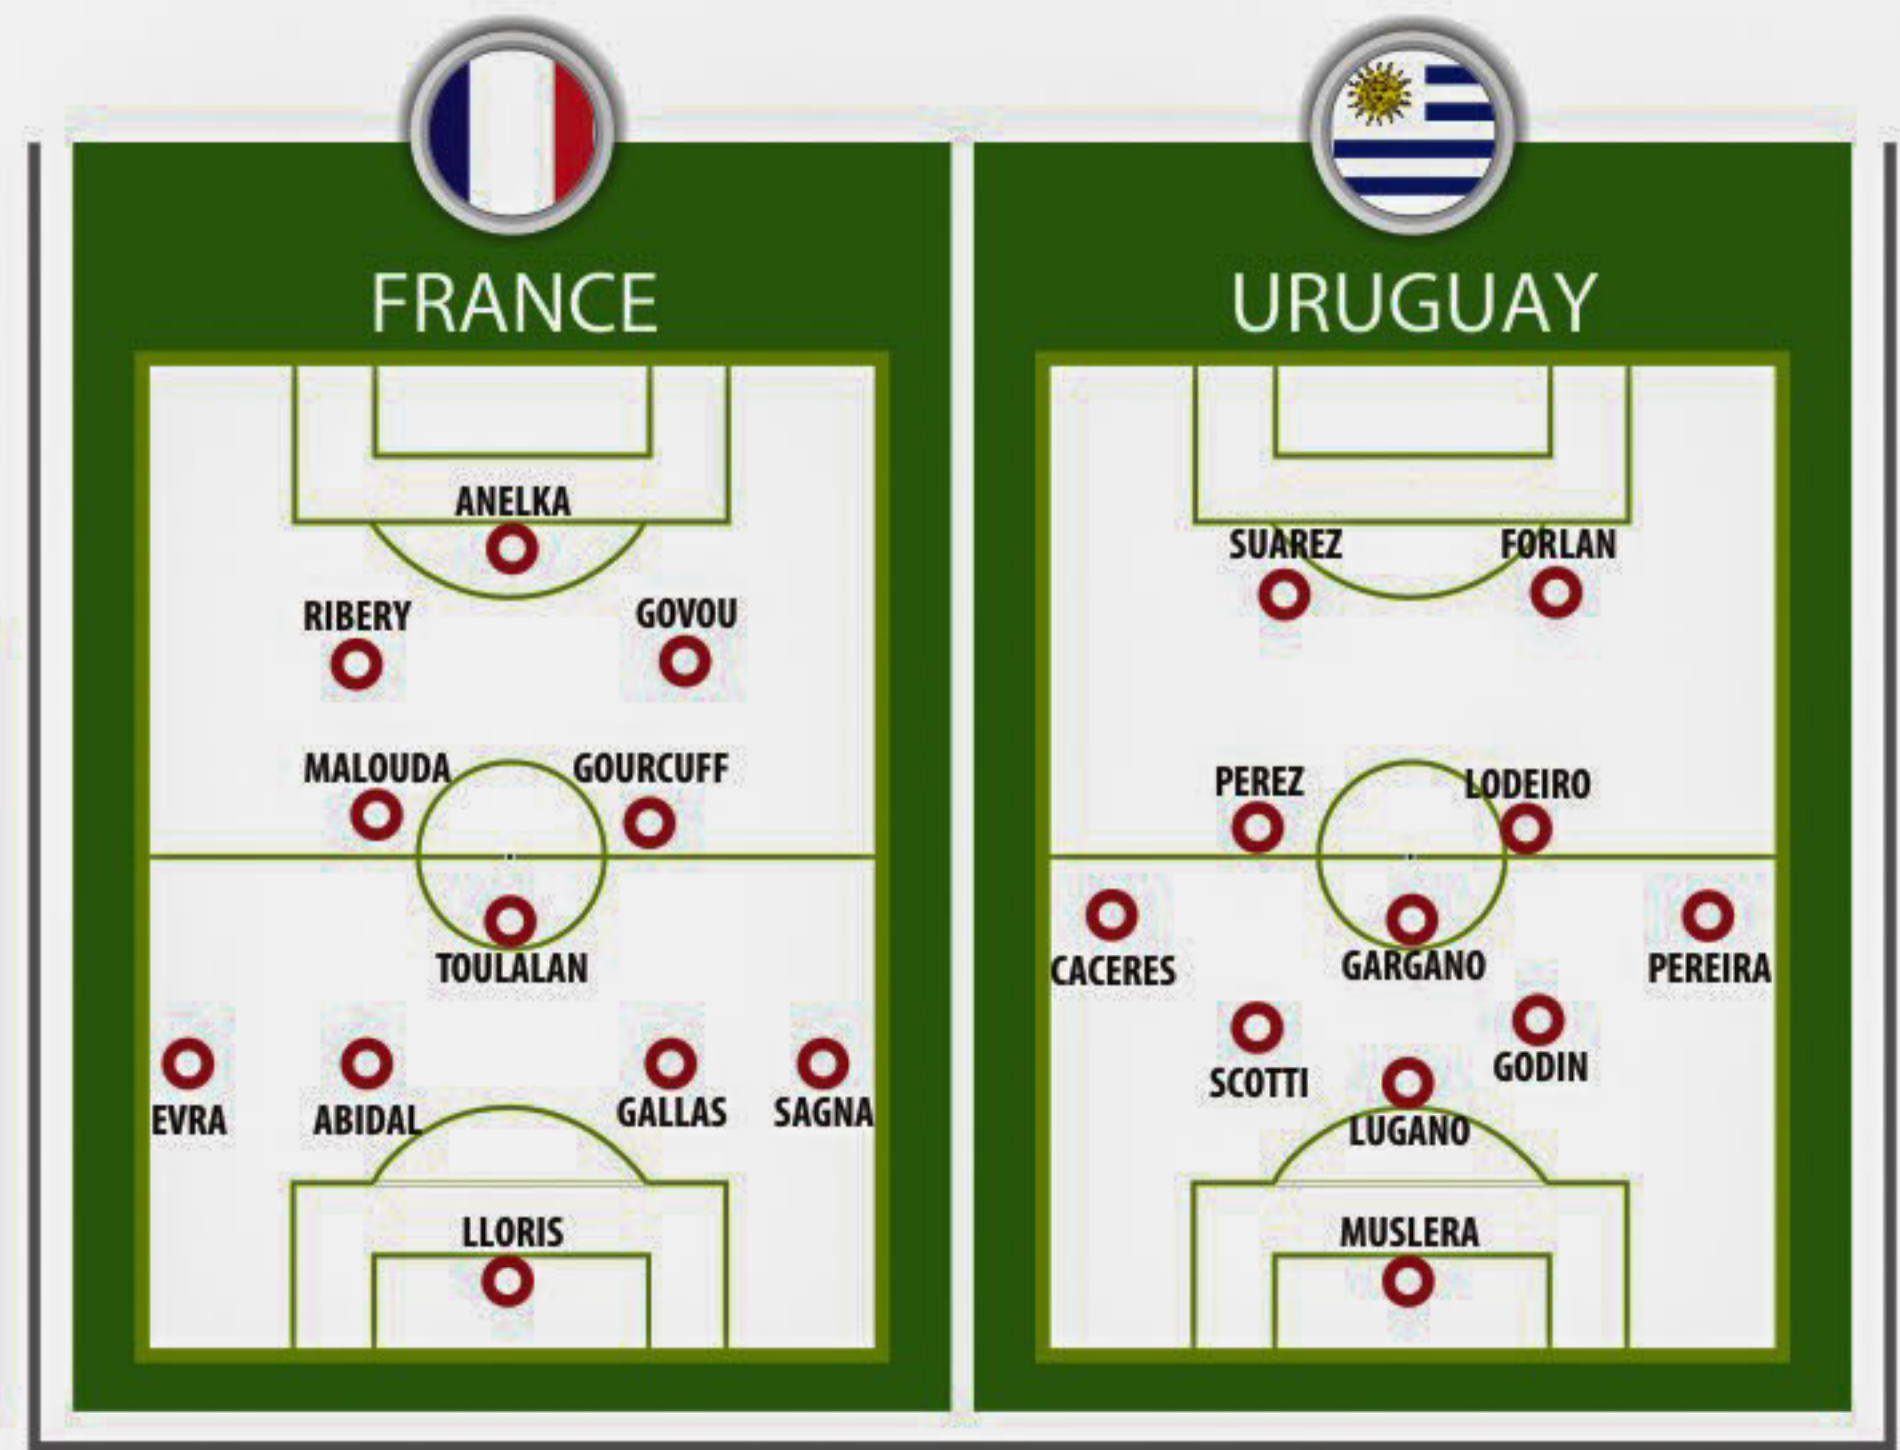 FRANCE
ANELKA
RIBERY
GOVOU
MALOUDA
GOURCUFF
TOULALAN
EVRA
ABIDAL
GALLAS
SAGNA
LLORIS
URUGUAY
SUAREZ
FORLAN
PEREZ
LODEIRO
CACERES
GARGANO
PEREIRA
SCOTTI
GODIN
LUGANO
MUSLERA